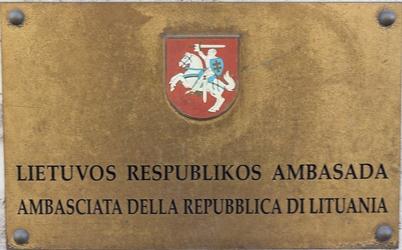 LIETUVOS RESPUBLIKOS AMBASADA
AMBASCIATA DELLA REPUBBLICA DI LITUANIA